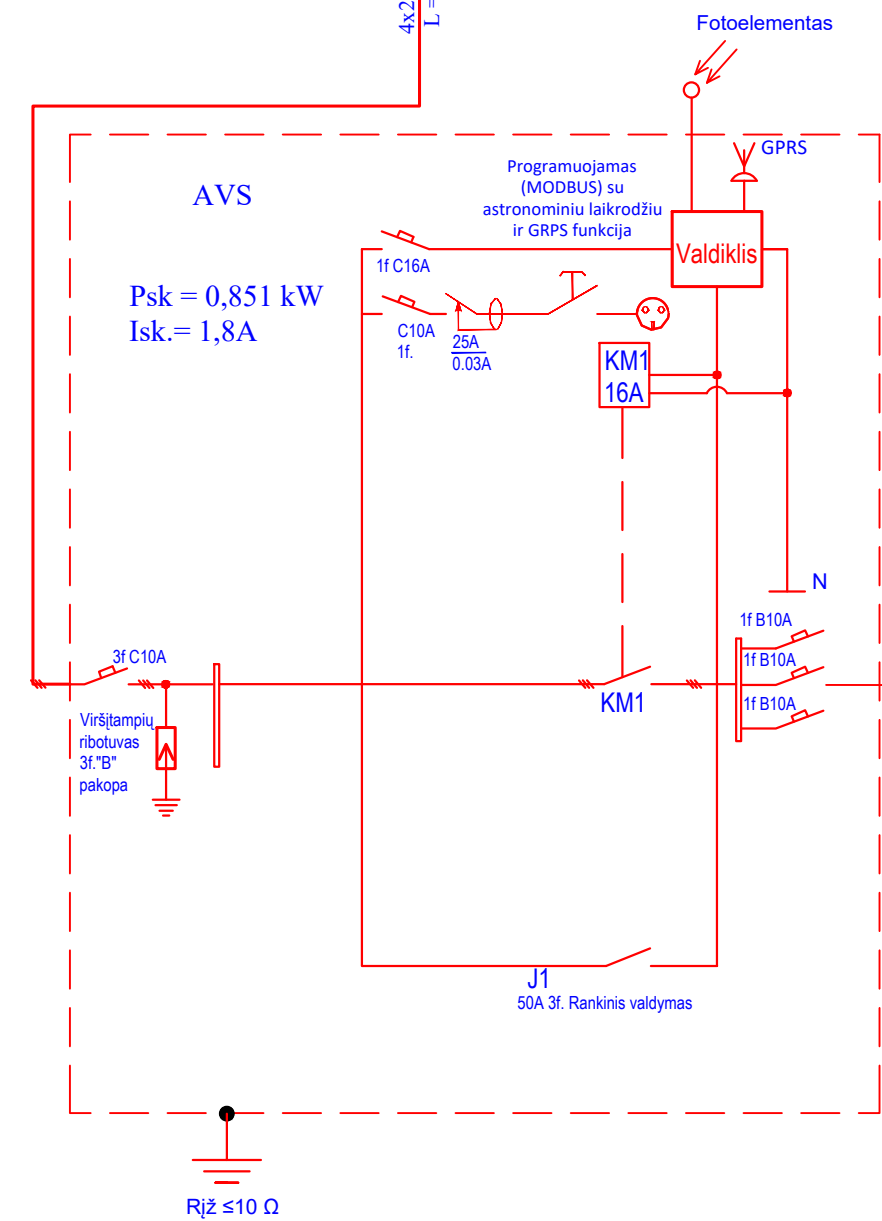 4x2
L =
Fotoelementas
GPRS
AVS
Programuojamas
(MODBUS) su
astronominiu laikrodžiu
ir GRPS funkcija
Valdiklis
1f C16A
Psk = 0,851 kW
Isk.= 1,8A
C10A
1f.
25A
0.03A
KM1
16A
N
1f B10A
1f B10A
1f B10A
3f C10A
KM1
Viršįtampių
ribotuvas
3f."B"
pakopa
J1
50A 3f. Rankinis valdymas
Rįž ≤10 Ω